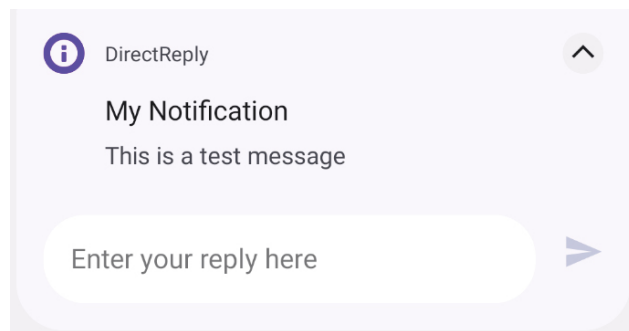 DirectReply
My Notification
This is a test message
Enter your reply here